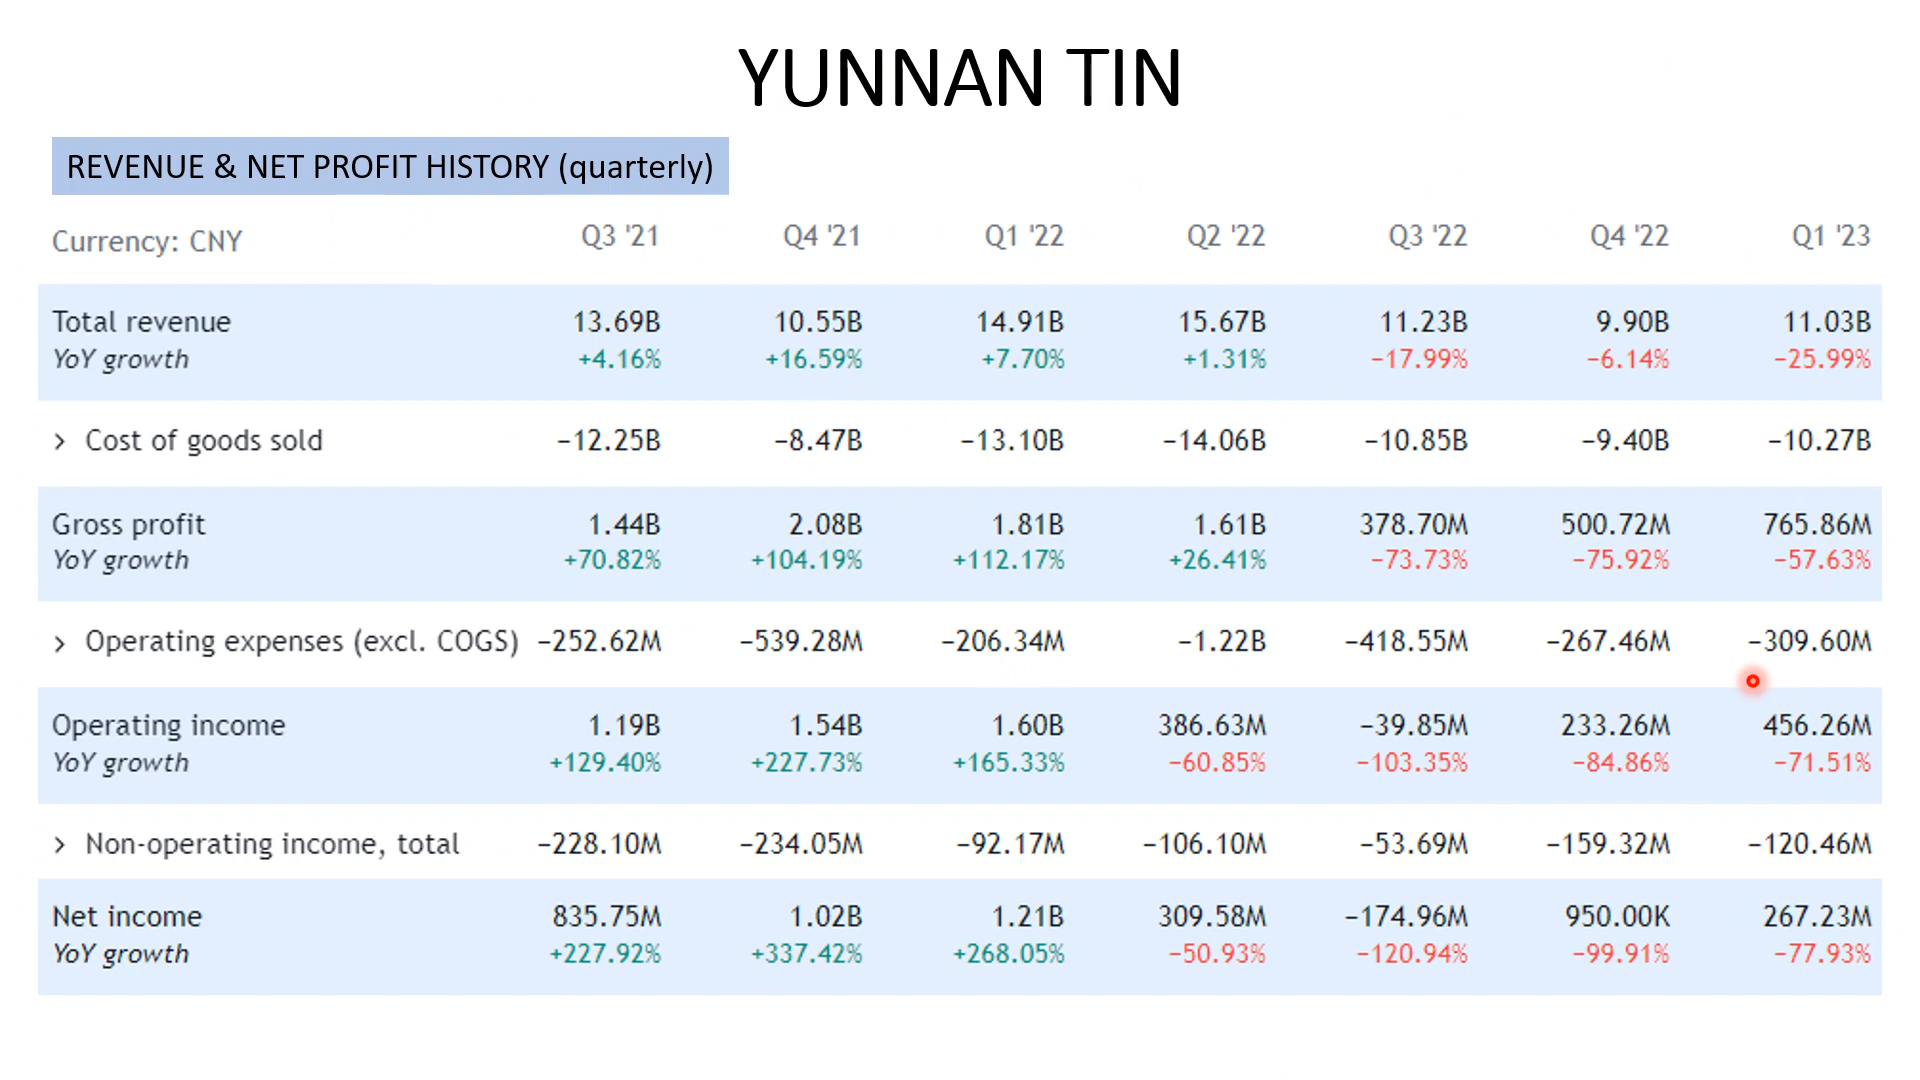 YUNNAN TIN
REVENUE & NET PROFIT HISTORY (quarterly)
Currency: CNY Q3 '21 Q4 '21 Q1 '22 Q2 '22 Q3 '22 Q4 '22 Q1 '23
Total revenue 13.69B 10.55B 14.91B 15.67B 11.23B 9.90B 11.03B
YoY growth +4.16% +16.59% +7.70% +1.31% −17.99% −6.14% −25.99%
> Cost of goods sold −12.25B −8.47B −13.10B −14.06B −10.85B −9.40B −10.27B
Gross profit 1.44B 2.08B 1.81B 1.61B 378.70M 500.72M 765.86M
YoY growth +70.82% +104.19% +112.17% +26.41% −73.73% −75.92% −57.63%
> Operating expenses (excl. COGS) −252.62M −539.28M −206.34M −1.22B −418.55M −267.46M −309.60M
Operating income 1.19B 1.54B 1.60B 386.63M −39.85M 233.26M 456.26M
YoY growth +129.40% +227.73% +165.33% −60.85% −103.35% −84.86% −71.51%
> Non-operating income, total −228.10M −234.05M −92.17M −106.10M −53.69M −159.32M −120.46M
Net income 835.75M 1.02B 1.21B 309.58M −174.96M 950.00K 267.23M
YoY growth +227.92% +337.42% +268.05% −50.93% −120.94% −99.91% −77.93%